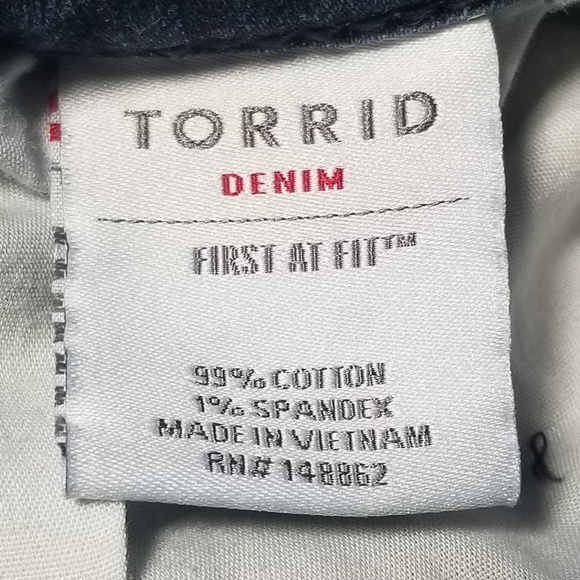 TORRID
DENIM
FIRST AT FIT™
99% COTTON
1% SPANDEX
MADE IN VIETNAM
RN# 148862